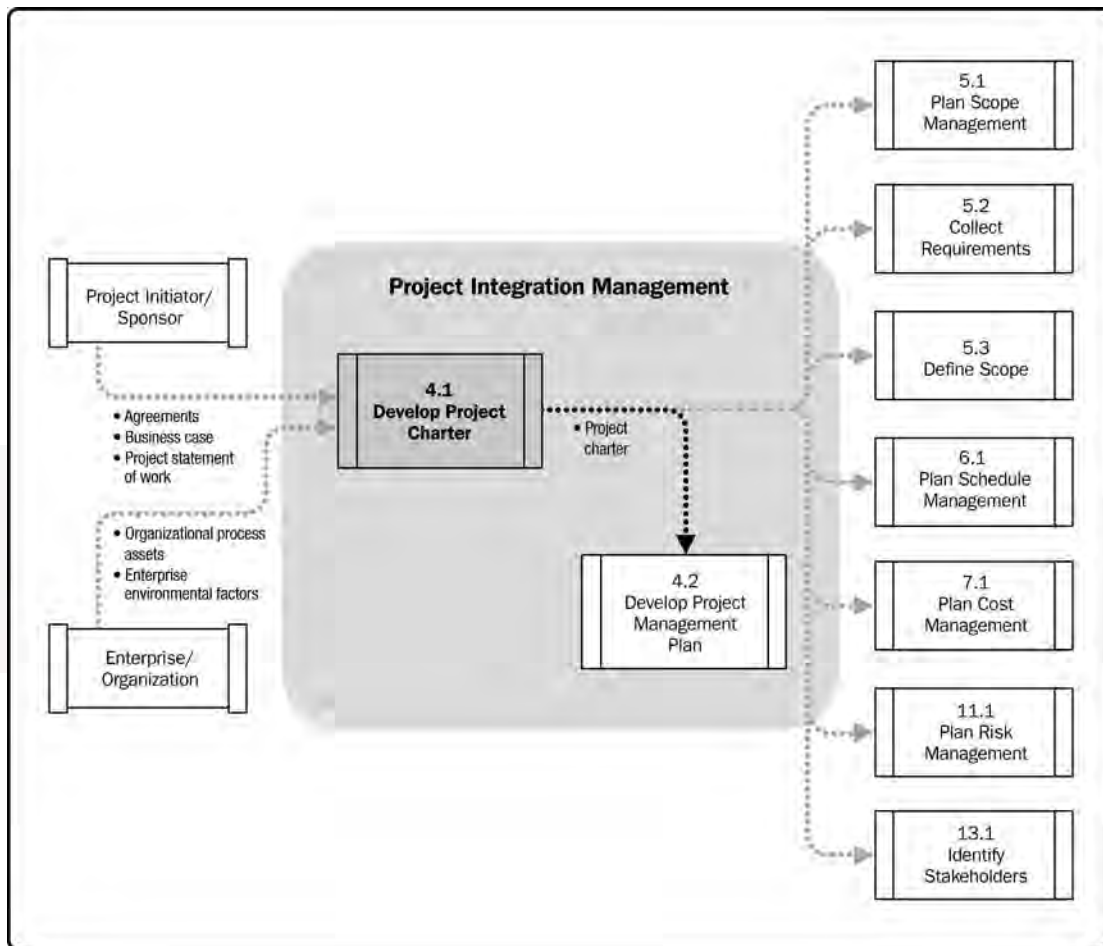 Project Initiator/
Sponsor
• Agreements
• Business case
• Project statement
of work
• Organizational process
assets
• Enterprise
environmental factors
Enterprise/
Organization
Project Integration Management
4.1
Develop Project
Charter
• Project
charter
4.2
Develop Project
Management
Plan
5.1
Plan Scope
Management
5.2
Collect
Requirements
5.3
Define Scope
6.1
Plan Schedule
Management
7.1
Plan Cost
Management
11.1
Plan Risk
Management
13.1
Identify
Stakeholders